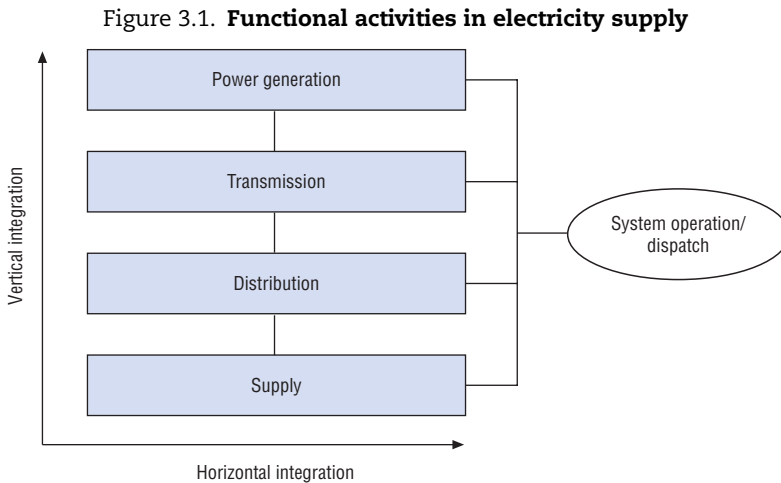 Figure 3.1. Functional activities in electricity supply
Power generation
Transmission
Distribution
Supply
System operation/
dispatch
Vertical integration
Horizontal integration